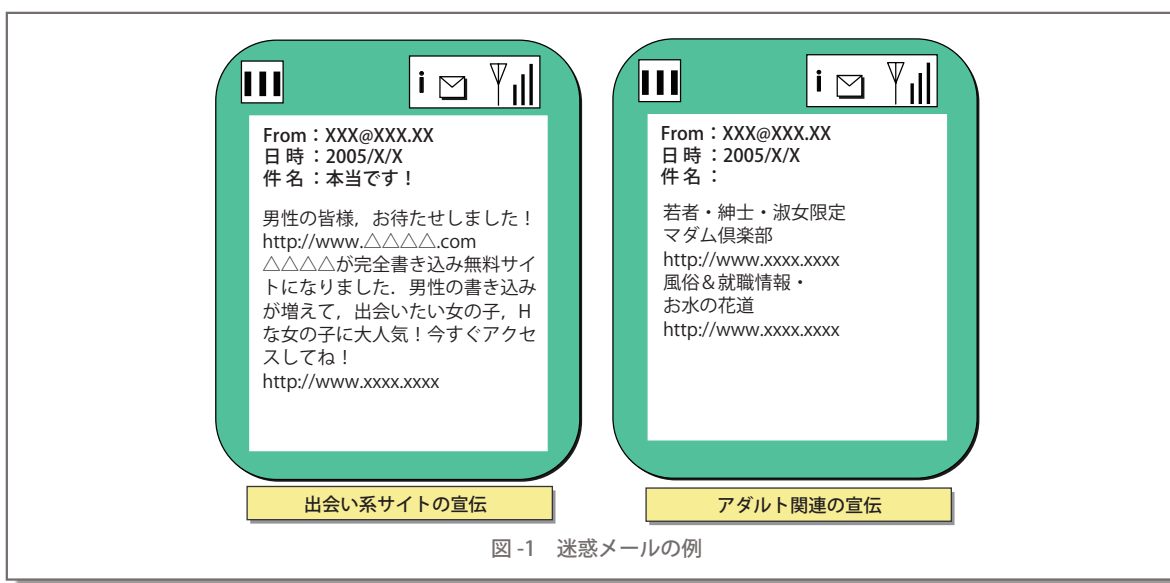 i
From：XXX@XXX.XX
日 時 ：2005/X/X
件 名 ：本当です！
男性の皆様，お待たせしました！
http://www.△△△△.com
△△△△が完全書き込み無料サイ
トになりました．男性の書き込み
が増えて，出会いたい女の子，H
な女の子に大人気！今すぐアクセ
スしてね！
http://www.xxxx.xxxx
出会い系サイトの宣伝
i
From：XXX@XXX.XX
日 時 ：2005/X/X
件 名 ：
若者・紳士・淑女限定
マダム倶楽部
http://www.xxxx.xxxx
風俗＆就職情報・
お水の花道
http://www.xxxx.xxxx
アダルト関連の宣伝
図 -1　迷惑メールの例